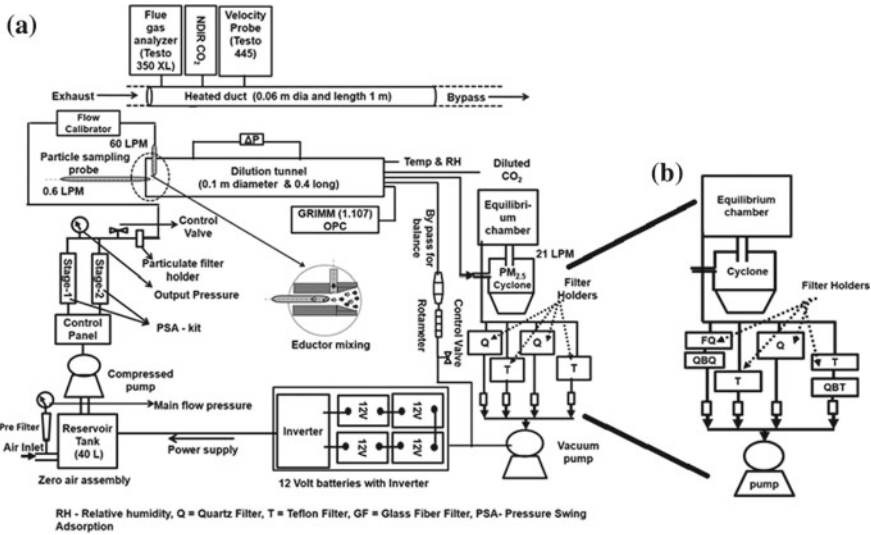 (a)
Flue
gas
analyzer
(Testo
350 XL)
NDIR CO2
Velocity
Probe
(Testo
445)
Exhaust
Heated duct (0.06 m dia and length 1 m)
Bypass
Flow
Calibrator
60 LPM
ΔP
Particle sampling
probe
0.6 LPM
Dilution tunnel
(0.1 m diameter & 0.4 long)
Temp & RH
Diluted
CO2
GRIMM (1.107)
OPC
Equilibri-
um
chamber
21 LPM
PM2.5
Cyclone
Filter
Holders
By pass for
balance
Rotameter
Control Valve
Control
Valve
Particulate filter
holder
Output Pressure
Stage-1
Stage-2
PSA - kit
Control
Panel
Eductor mixing
Compressed
pump
Main flow pressure
Pre Filter
Air Inlet
Reservoir
Tank
(40 L)
Zero air assembly
Power supply
Inverter
12V
12V
12V
12V
12 Volt batteries with Inverter
Q
T
Q
T
Vacuum
pump
(b)
Equilibrium
chamber
Cyclone
Filter Holders
FQ
QBQ
T
Q
T
QBT
pump
RH - Relative humidity, Q = Quartz Filter, T = Teflon Filter, GF = Glass Fiber Filter, PSA- Pressure Swing
Adsorption